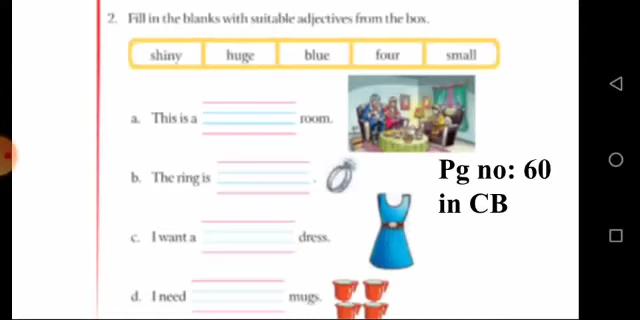 2. Fill in the blanks with suitable adjectives from the box.
shiny huge blue four small
a. This is a room.
b. The ring is .
Pg no: 60
in CB
c. I want a dress.
d. I need mugs.